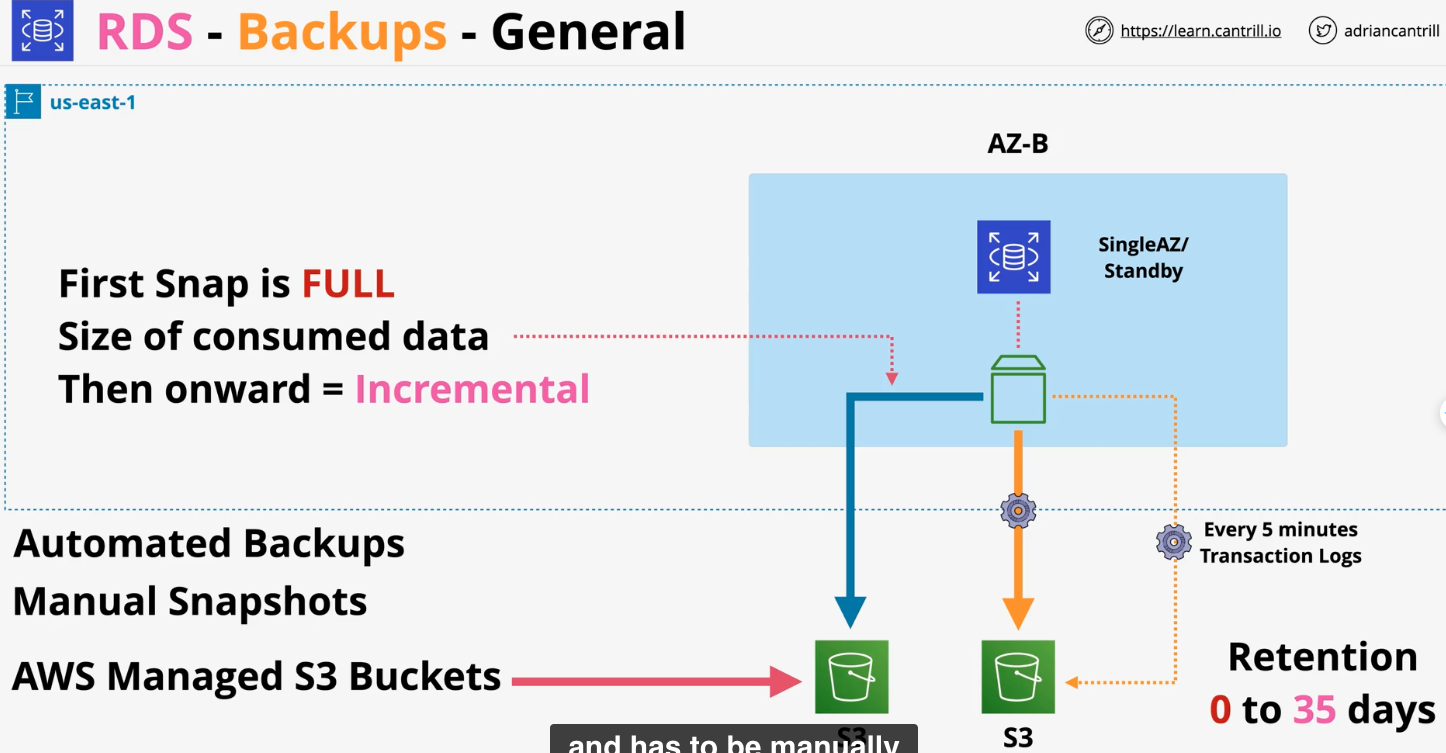 RDS - Backups - General
https://learn.cantrill.io
adriancantrill
us-east-1
AZ-B
SingleAZ/
Standby
First Snap is FULL
Size of consumed data
Then onward = Incremental
Every 5 minutes
Transaction Logs
Automated Backups
Manual Snapshots
AWS Managed S3 Buckets
Retention
0 to 35 days
S3
S3
and has to be manually